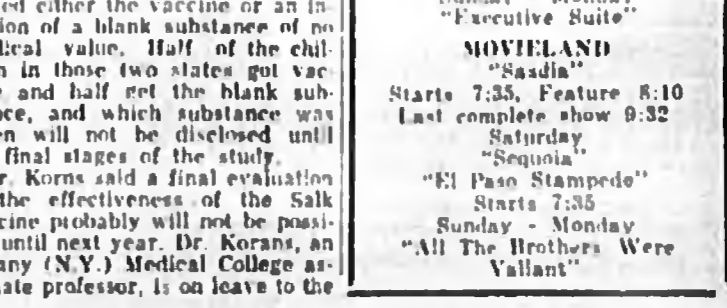 ed either the vaccine or an in-
ion of a blank substance of no
lical value. Half of the chil-
n in those two states got vac-
e and half get the blank sub-
nce, and which substance was
en will not be disclosed until
final stages of the study.
r. Korns said a final evaluation
the effectiveness of the Salk
cine probably will not be possi-
until next year. Dr. Korans, an
any (N.Y.) Medical College as-
iate professor, is on leave to the
Sunday - Monday
"Executive Suite"
MOVIELAND
"Saadia"
Starts 7:35, Feature 8:10
Last complete show 9:32
Saturday
"Sequoia"
"El Paso Stampede"
Starts 7:35
Sunday - Monday
"All The Brothers Were
Valiant"